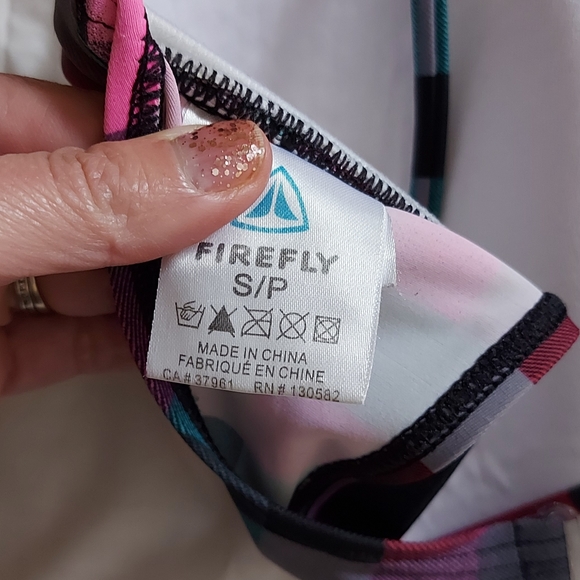 FIREFLY
S/P
MADE IN CHINA
FABRIQUÉ EN CHINE
CA # 37961 RN # 130582